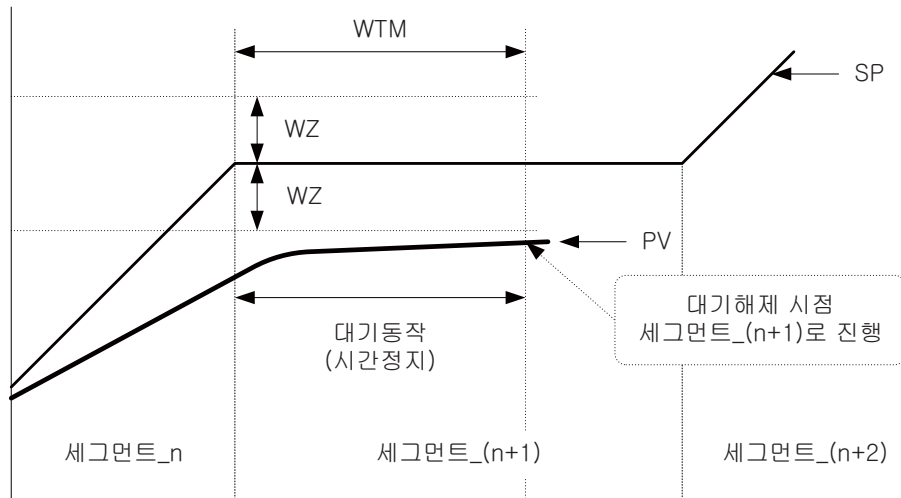 WTM
SP
WZ
WZ
PV
대기해제 시점
세그먼트_(n+1)로 진행
대기동작
(시간정지)
세그먼트_n
세그먼트_(n+1)
세그먼트_(n+2)